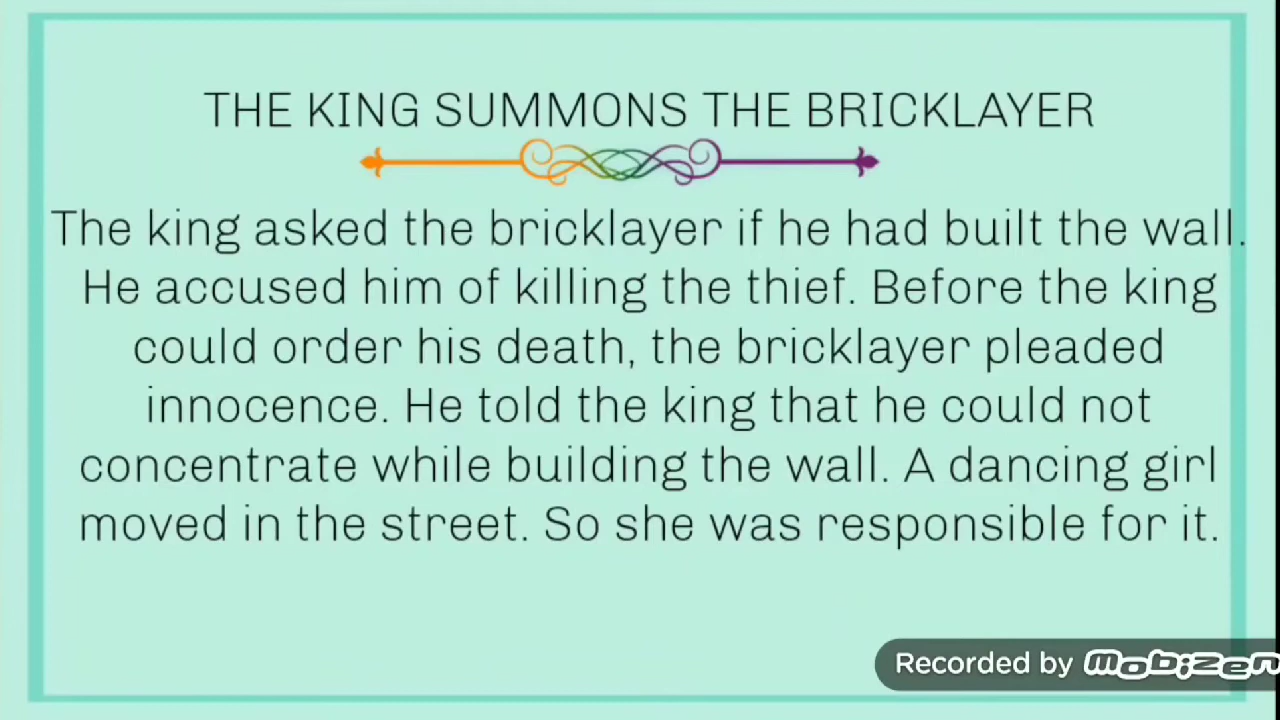 THE KING SUMMONS THE BRICKLAYER
The king asked the bricklayer if he had built the wall.
He accused him of killing the thief. Before the king
could order his death, the bricklayer pleaded
innocence. He told the king that he could not
concentrate while building the wall. A dancing girl
moved in the street. So she was responsible for it.
Recorded by Mobizen